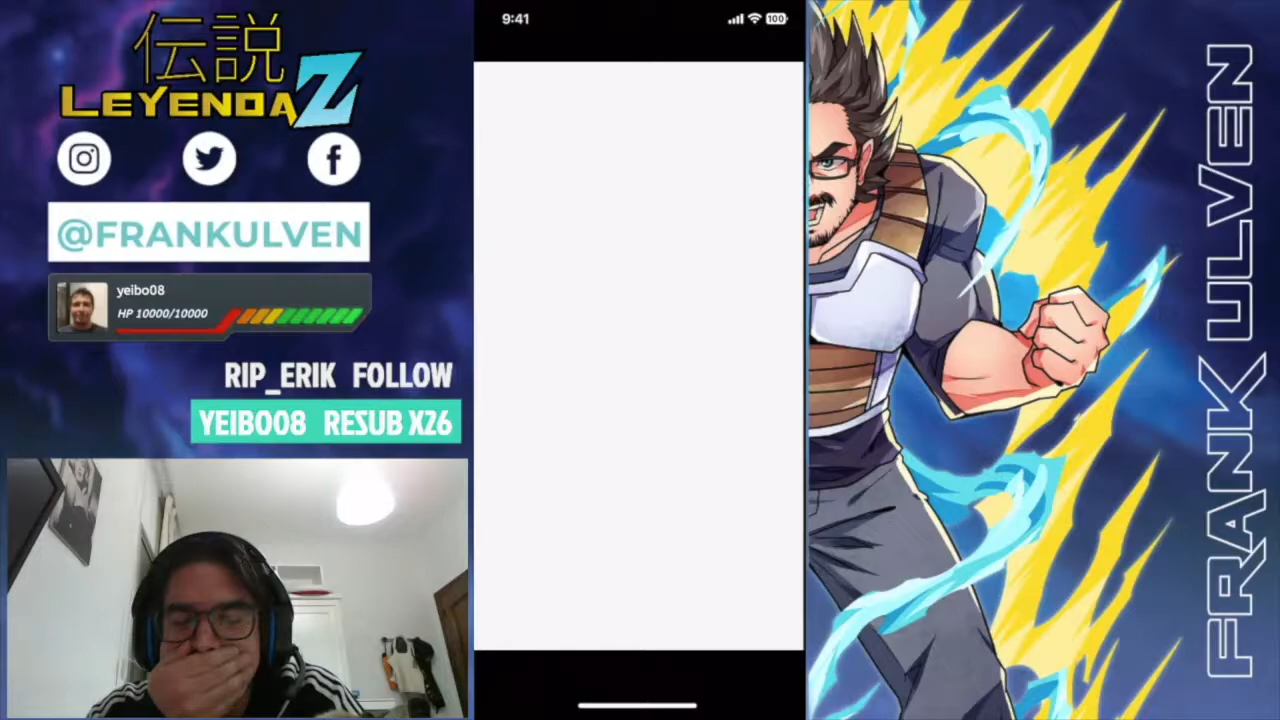 伝説
LEYENDA Z
@FRANKULVEN
yeibo08
HP 10000/10000
RIP_ERIK FOLLOW
YEIBO08 RESUB X26
9:41
100
FRANK ULVEN